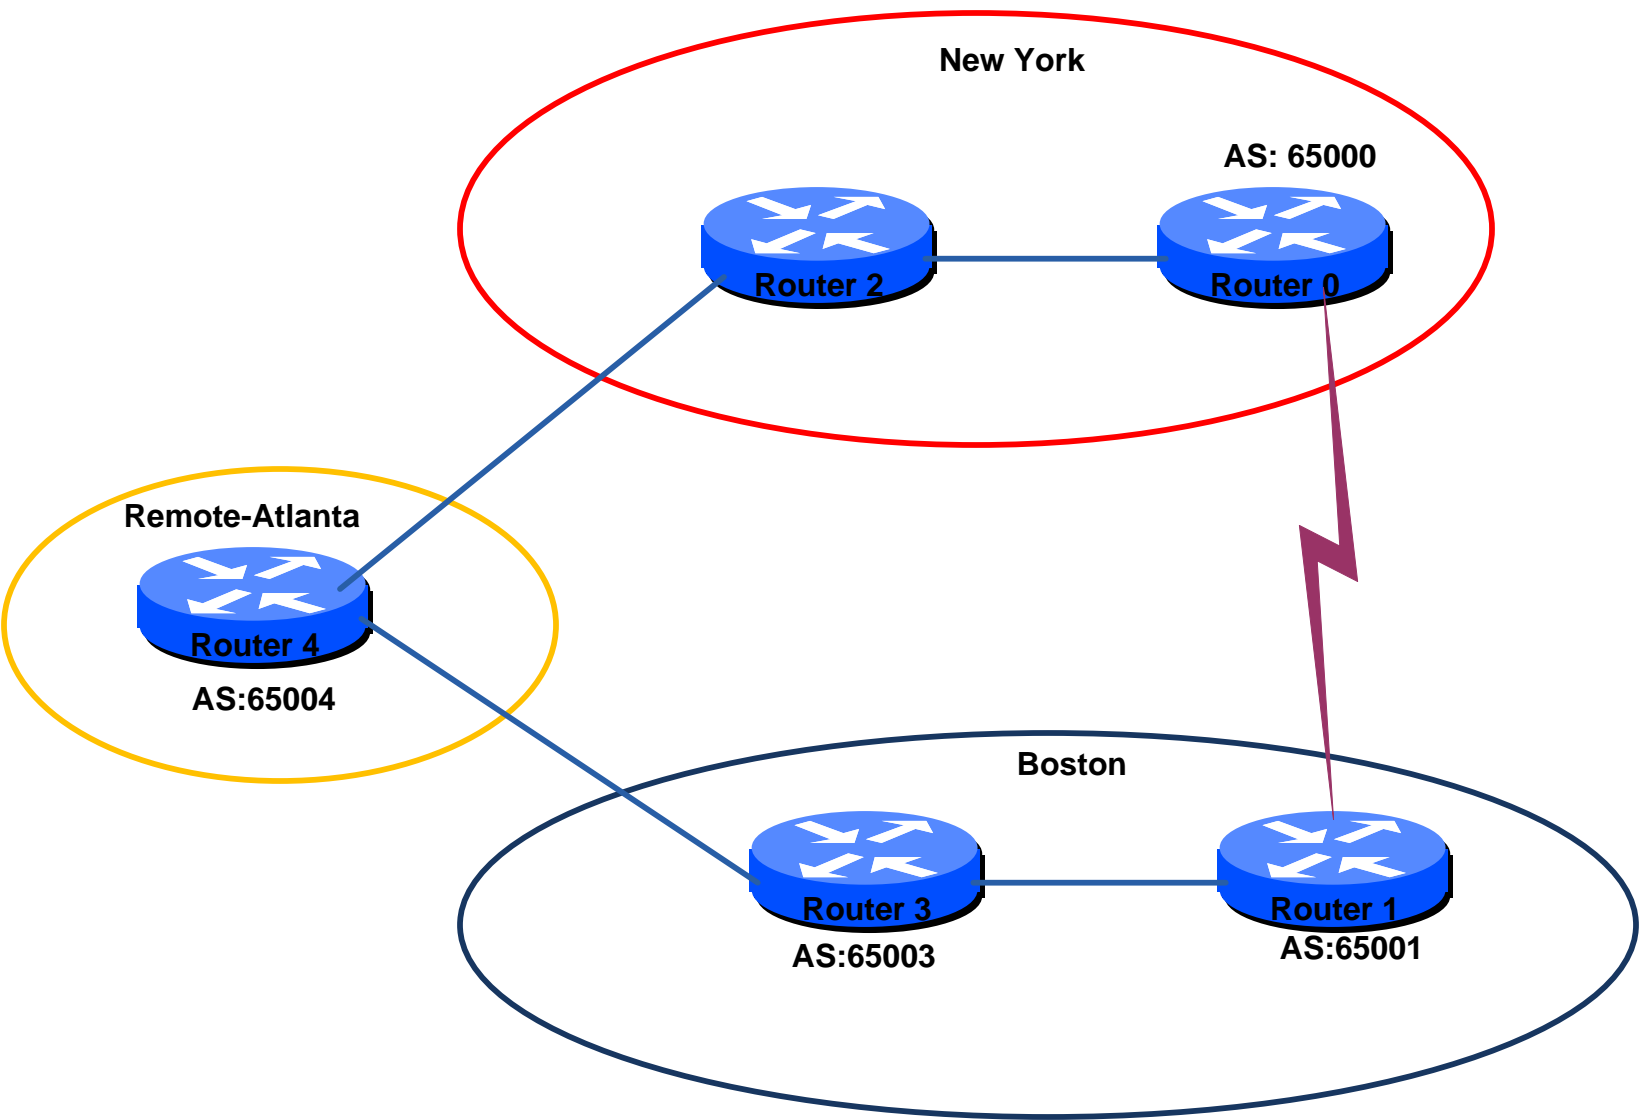 New York
AS: 65000
Router 2
Router 0
Remote-Atlanta
Router 4
AS:65004
Boston
Router 3
Router 1
AS:65003
AS:65001